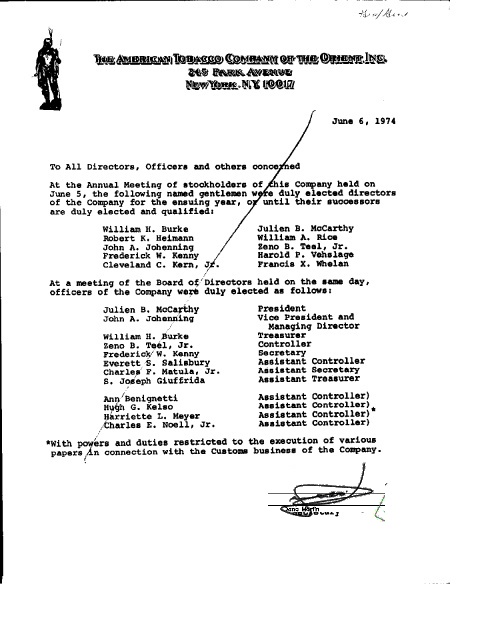 The American Tobacco Company of the Orient Inc.
245 Park Avenue
New York, N.Y. 10017
June 6, 1974
To All Directors, Officers and others concerned
At the Annual Meeting of stockholders of this Company held on
June 5, the following named gentlemen were duly elected directors
of the Company for the ensuing year, or until their successors
are duly elected and qualified:
William H. Burke Julien B. McCarthy
Robert K. Heimann William A. Rice
John A. Johenning Zeno B. Teel, Jr.
Frederick W. Kenny Harold P. Vehslage
Cleveland C. Kern, Jr. Francis X. Whelan
At a meeting of the Board of Directors held on the same day,
officers of the Company were duly elected as follows:
Julien B. McCarthy President
John A. Johenning Vice President and
Managing Director
William H. Burke Treasurer
Zeno B. Teel, Jr. Controller
Frederick W. Kenny Secretary
Everett S. Salisbury Assistant Controller
Charles F. Matula, Jr. Assistant Secretary
S. Joseph Giuffrida Assistant Treasurer
Ann Benignetti Assistant Controller)
Hugh G. Kelso Assistant Controller)
Harriette L. Meyer Assistant Controller)*
Charles E. Noell, Jr. Assistant Controller)
*With powers and duties restricted to the execution of various
papers in connection with the Customs business of the Company.